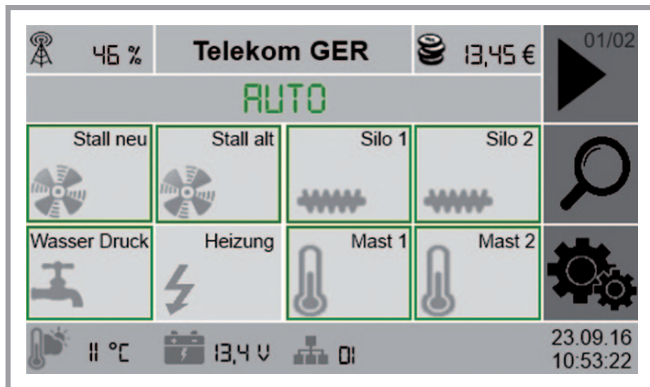 46 % Telekom GER 13,45 € 01/02
AUTO
Stall neu Stall alt Silo 1 Silo 2
Wasser Druck Heizung Mast 1 Mast 2
11 °C 13,4 V 01 23.09.16
10:53:22